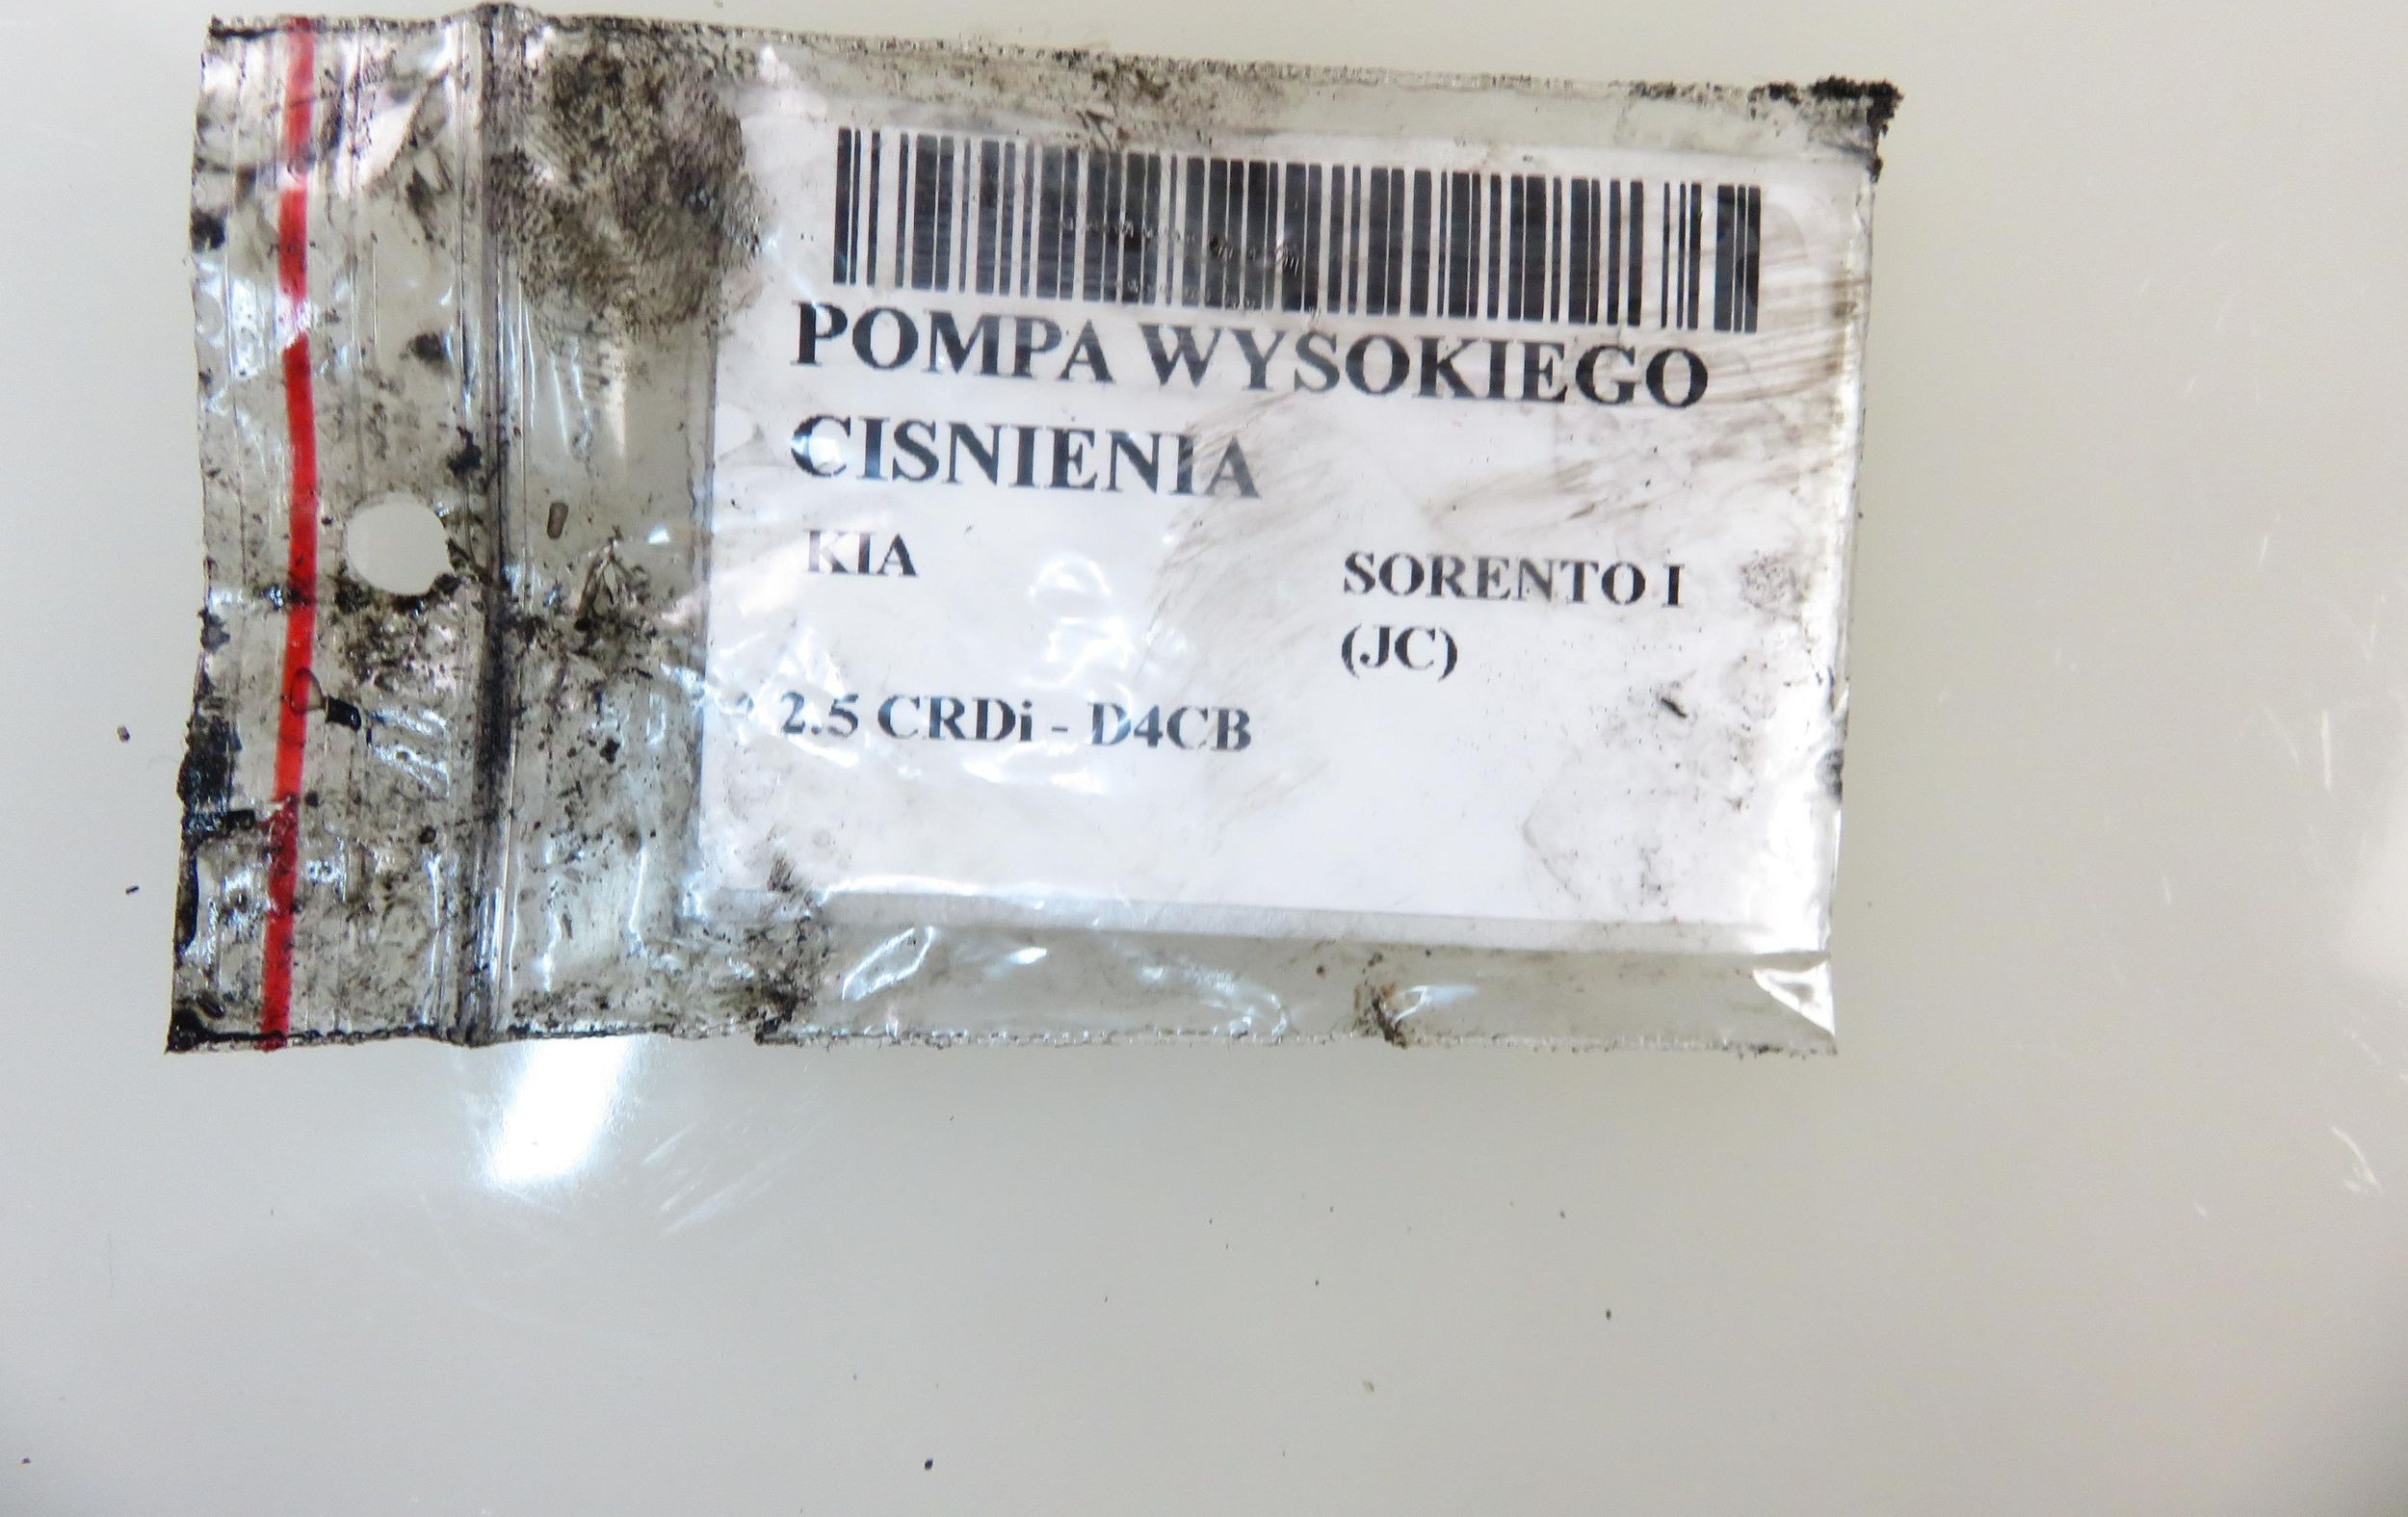 POMPA WYSOKIEGO
CISNIENIA
KIA SORENTO I
(JC)
2.5 CRDi - D4CB